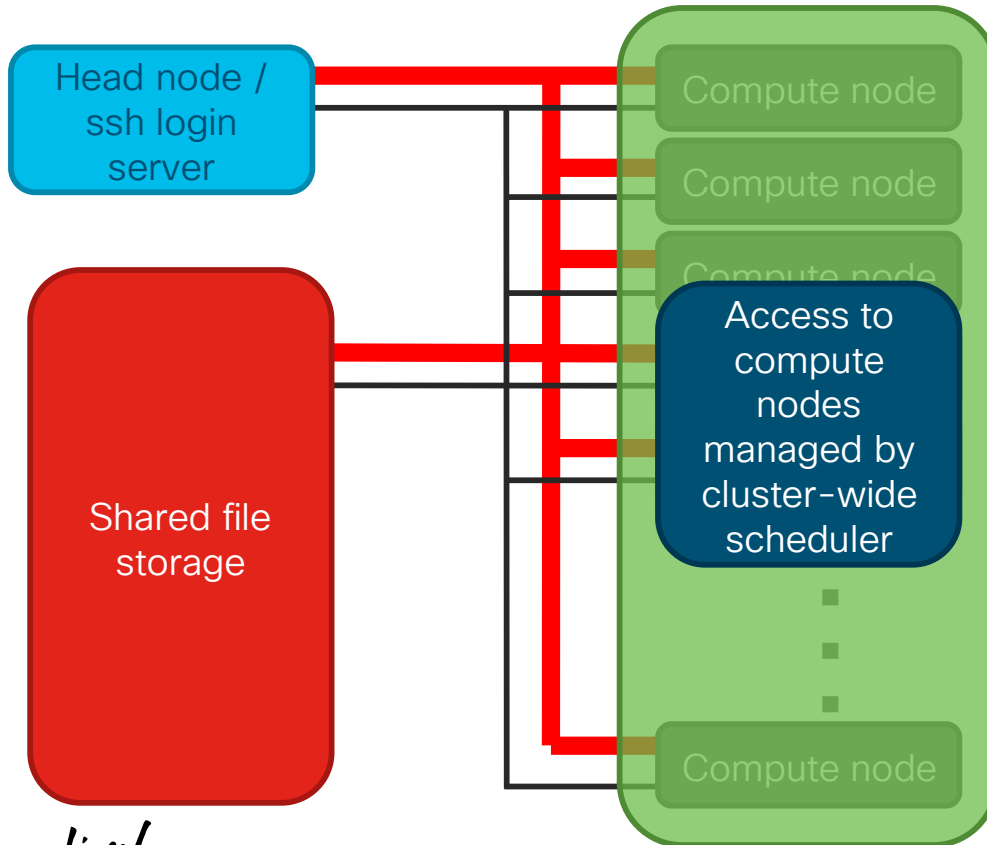 Head node /
ssh login
server
Compute node
Compute node
Compute node
Access to
compute
nodes
managed by
cluster-wide
scheduler
Shared file
storage
Compute node